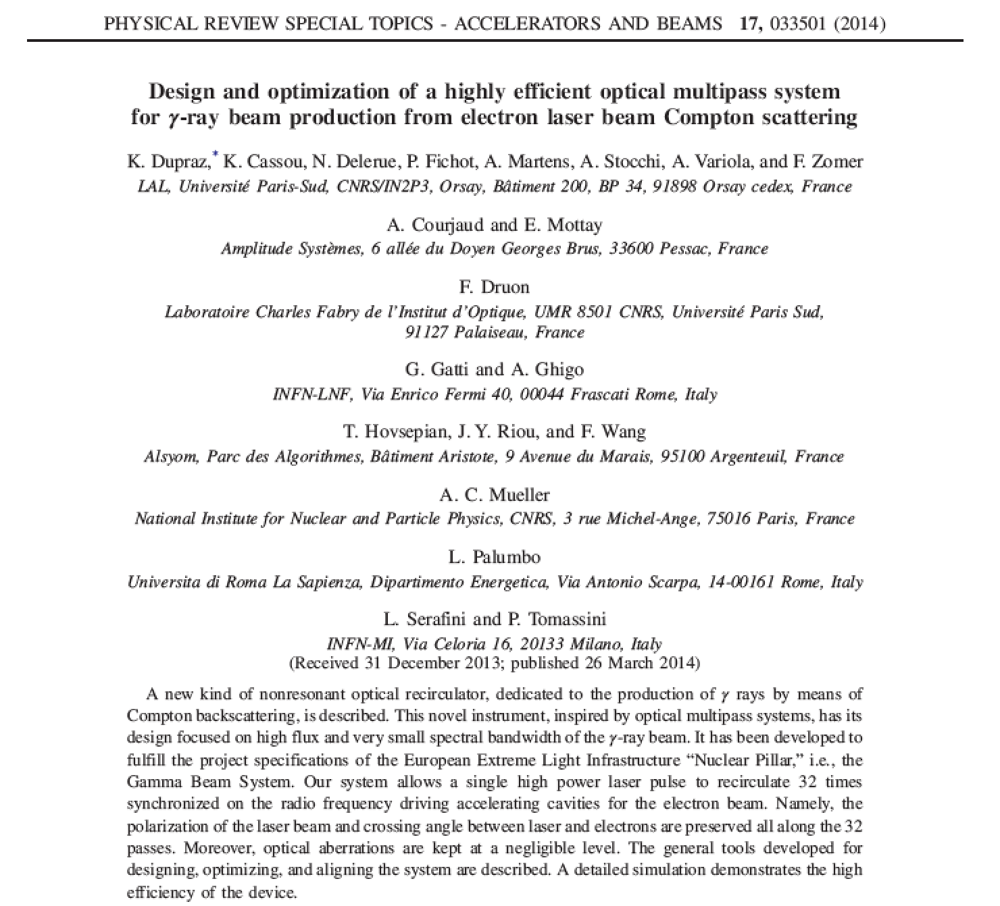 PHYSICAL REVIEW SPECIAL TOPICS - ACCELERATORS AND BEAMS 17, 033501 (2014)
Design and optimization of a highly efficient optical multipass system
for γ-ray beam production from electron laser beam Compton scattering
K. Dupraz,* K. Cassou, N. Delerue, P. Fichot, A. Martens, A. Stocchi, A. Variola, and F. Zomer
LAL, Université Paris-Sud, CNRS/IN2P3, Orsay, Bâtiment 200, BP 34, 91898 Orsay cedex, France
A. Courjaud and E. Mottay
Amplitude Systèmes, 6 allée du Doyen Georges Brus, 33600 Pessac, France
F. Druon
Laboratoire Charles Fabry de l'Institut d'Optique, UMR 8501 CNRS, Université Paris Sud,
91127 Palaiseau, France
G. Gatti and A. Ghigo
INFN-LNF, Via Enrico Fermi 40, 00044 Frascati Rome, Italy
T. Hovsepian, J. Y. Riou, and F. Wang
Alsyom, Parc des Algorithmes, Bâtiment Aristote, 9 Avenue du Marais, 95100 Argenteuil, France
A. C. Mueller
National Institute for Nuclear and Particle Physics, CNRS, 3 rue Michel-Ange, 75016 Paris, France
L. Palumbo
Universita di Roma La Sapienza, Dipartimento Energetica, Via Antonio Scarpa, 14-00161 Rome, Italy
L. Serafini and P. Tomassini
INFN-MI, Via Celoria 16, 20133 Milano, Italy
(Received 31 December 2013; published 26 March 2014)
A new kind of nonresonant optical recirculator, dedicated to the production of γ rays by means of
Compton backscattering, is described. This novel instrument, inspired by optical multipass systems, has its
design focused on high flux and very small spectral bandwidth of the γ-ray beam. It has been developed to
fulfill the project specifications of the European Extreme Light Infrastructure “Nuclear Pillar,” i.e., the
Gamma Beam System. Our system allows a single high power laser pulse to recirculate 32 times
synchronized on the radio frequency driving accelerating cavities for the electron beam. Namely, the
polarization of the laser beam and crossing angle between laser and electrons are preserved all along the 32
passes. Moreover, optical aberrations are kept at a negligible level. The general tools developed for
designing, optimizing, and aligning the system are described. A detailed simulation demonstrates the high
efficiency of the device.